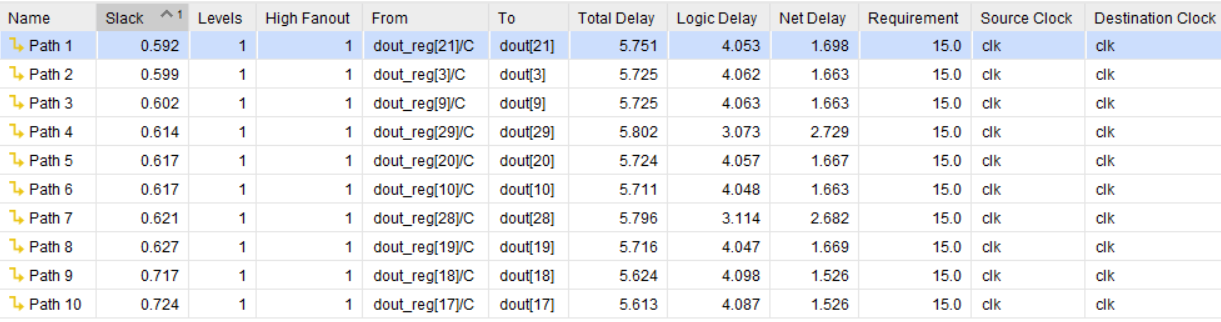 Name Slack ^1 Levels High Fanout From To Total Delay Logic Delay Net Delay Requirement Source Clock Destination Clock
Path 1 0.592 1 1 dout_reg[21]/C dout[21] 5.751 4.053 1.698 15.0 clk clk
Path 2 0.599 1 1 dout_reg[3]/C dout[3] 5.725 4.062 1.663 15.0 clk clk
Path 3 0.602 1 1 dout_reg[9]/C dout[9] 5.725 4.063 1.663 15.0 clk clk
Path 4 0.614 1 1 dout_reg[29]/C dout[29] 5.802 3.073 2.729 15.0 clk clk
Path 5 0.617 1 1 dout_reg[20]/C dout[20] 5.724 4.057 1.667 15.0 clk clk
Path 6 0.617 1 1 dout_reg[10]/C dout[10] 5.711 4.048 1.663 15.0 clk clk
Path 7 0.621 1 1 dout_reg[28]/C dout[28] 5.796 3.114 2.682 15.0 clk clk
Path 8 0.627 1 1 dout_reg[19]/C dout[19] 5.716 4.047 1.669 15.0 clk clk
Path 9 0.717 1 1 dout_reg[18]/C dout[18] 5.624 4.098 1.526 15.0 clk clk
Path 10 0.724 1 1 dout_reg[17]/C dout[17] 5.613 4.087 1.526 15.0 clk clk